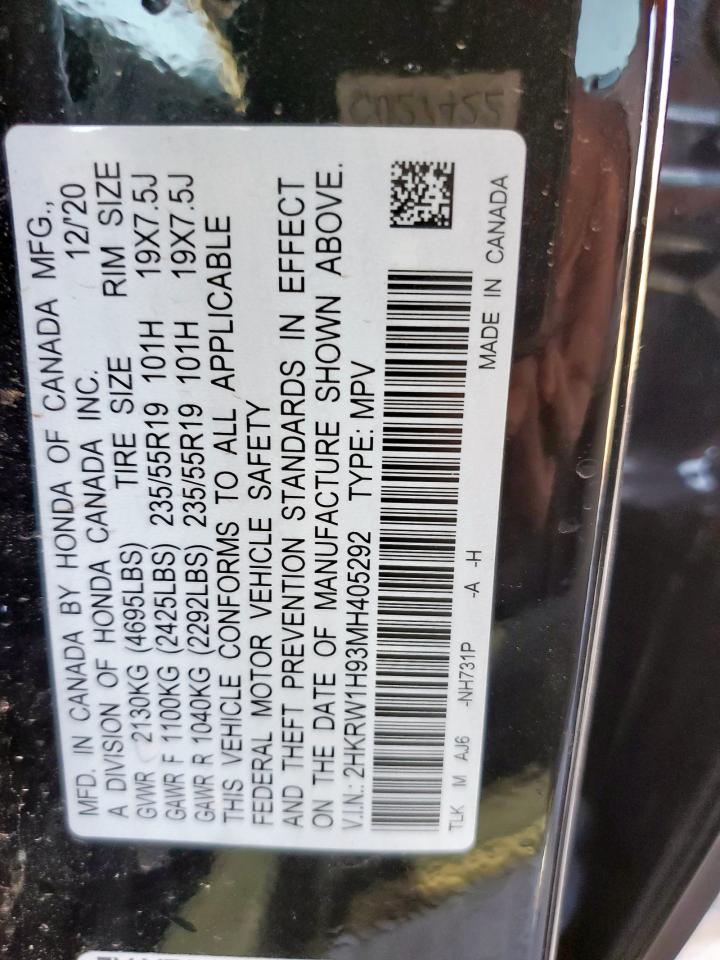 MFD. IN CANADA BY HONDA OF CANADA MFG.,
A DIVISION OF HONDA CANADA INC. 12/'20
GVWR 2130KG (4695LBS) TIRE SIZE RIM SIZE
GAWR F 1100KG (2425LBS) 235/55R19 101H 19X7.5J
GAWR R 1040KG (2292LBS) 235/55R19 101H 19X7.5J
THIS VEHICLE CONFORMS TO ALL APPLICABLE
FEDERAL MOTOR VEHICLE SAFETY
AND THEFT PREVENTION STANDARDS IN EFFECT
ON THE DATE OF MANUFACTURE SHOWN ABOVE.
V.I.N.: 2HKRW1H93MH405292 TYPE: MPV
TLK M AJ6 -NH731P -A -H MADE IN CANADA